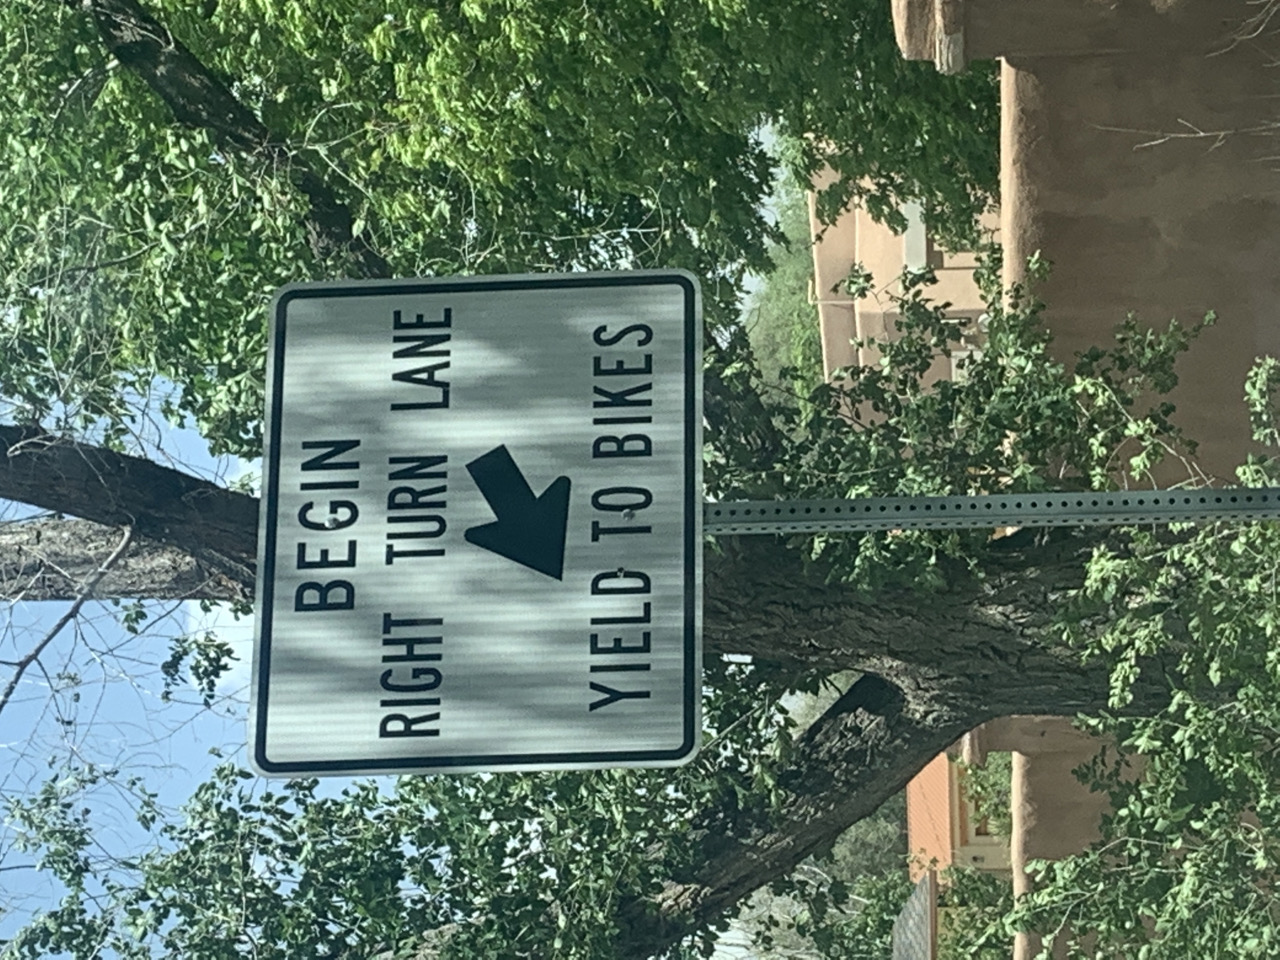 BEGIN
RIGHT TURN LANE
YIELD TO BIKES